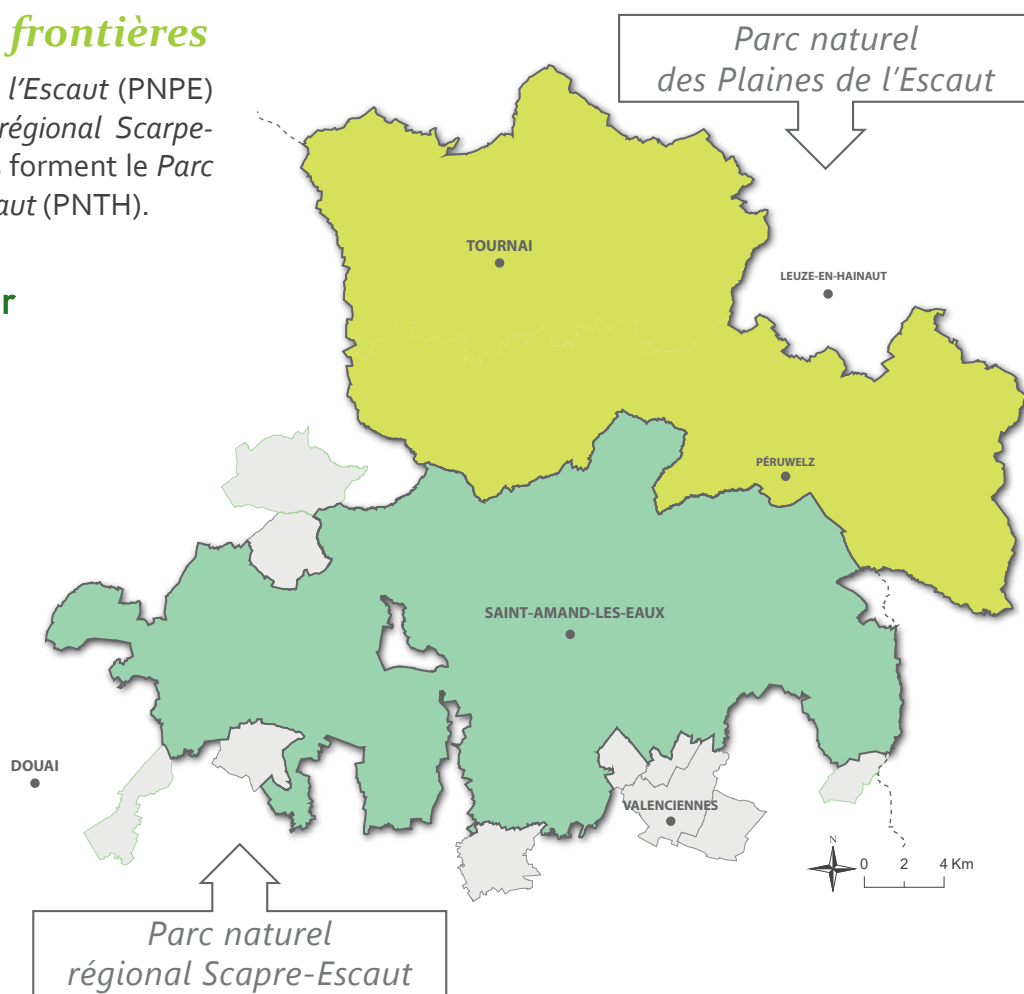 frontières
l'Escaut (PNPE)
régional Scarpe-
forment le Parc
aut (PNTH).
r
Parc naturel
des Plaines de l'Escaut
TOURNAI
LEUZE-EN-HAINAUT
PÉRUWELZ
SAINT-AMAND-LES-EAUX
DOUAI
VALENCIENNES
N
0 2 4 Km
Parc naturel
régional Scapre-Escaut